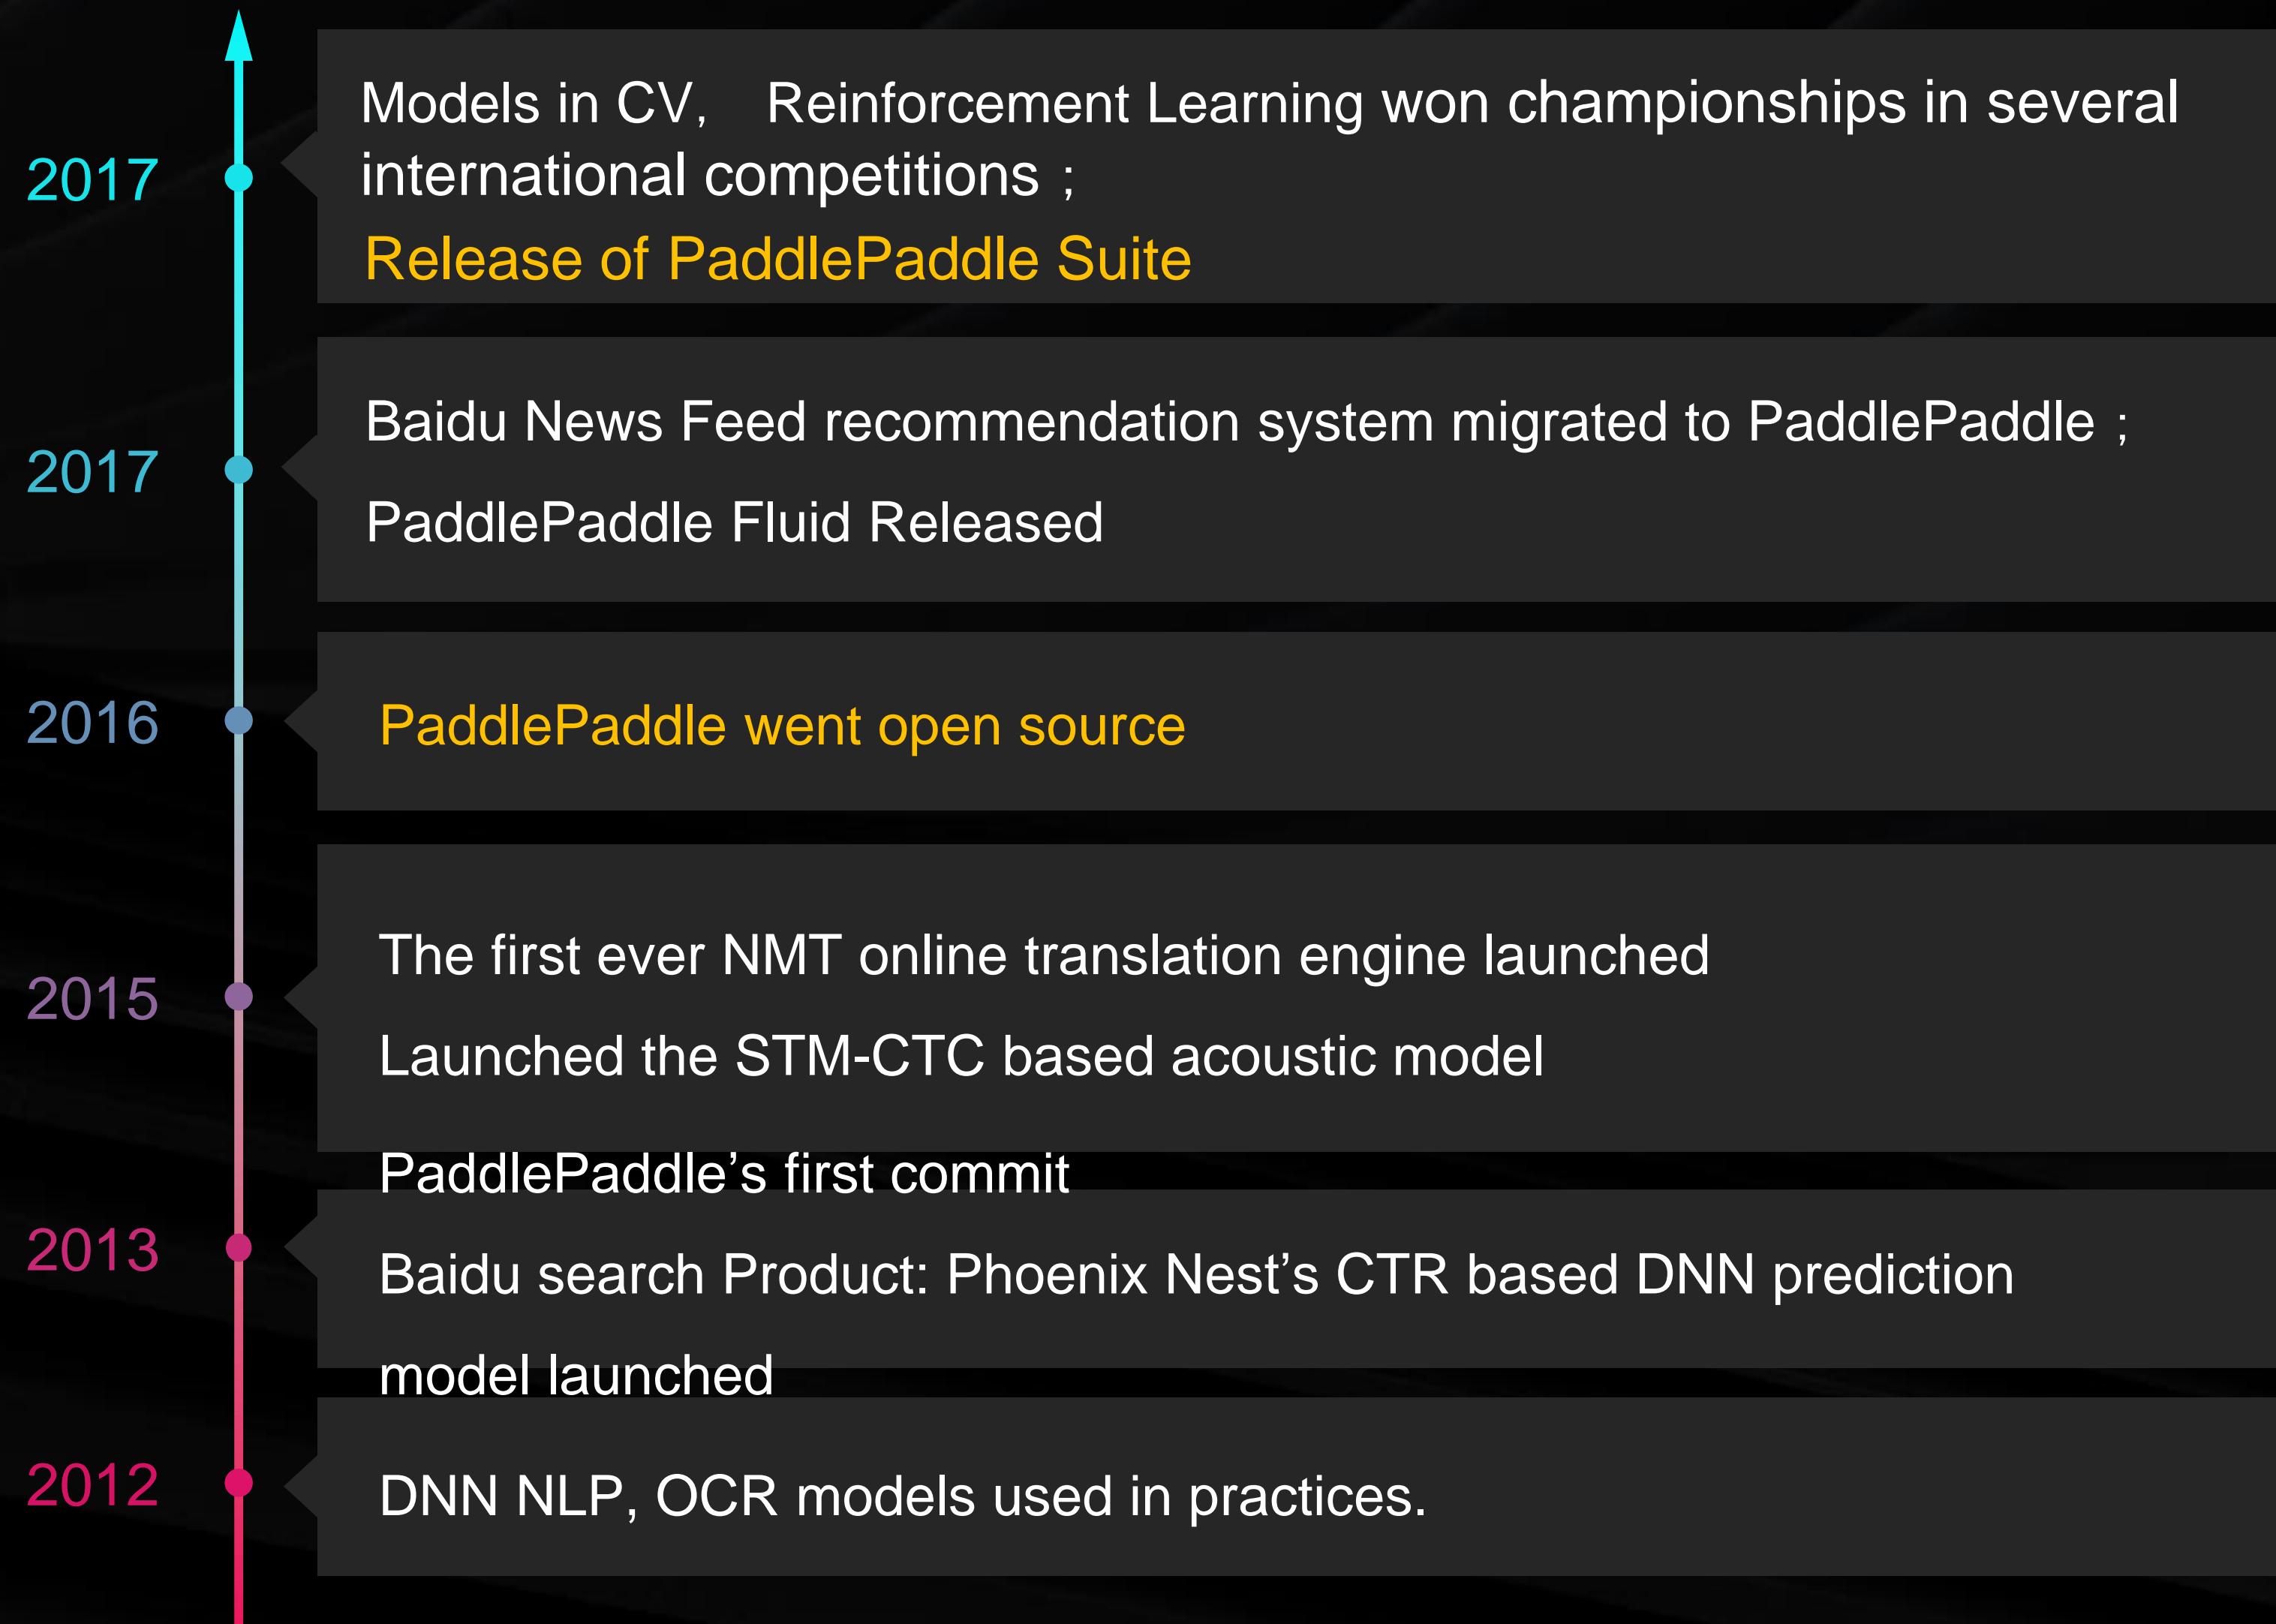 2017
Models in CV， Reinforcement Learning won championships in several
international competitions；
Release of PaddlePaddle Suite
2017
Baidu News Feed recommendation system migrated to PaddlePaddle；
PaddlePaddle Fluid Released
2016
PaddlePaddle went open source
2015
The first ever NMT online translation engine launched
Launched the STM-CTC based acoustic model
2013
PaddlePaddle’s first commit
Baidu search Product: Phoenix Nest’s CTR based DNN prediction
model launched
2012
DNN NLP, OCR models used in practices.